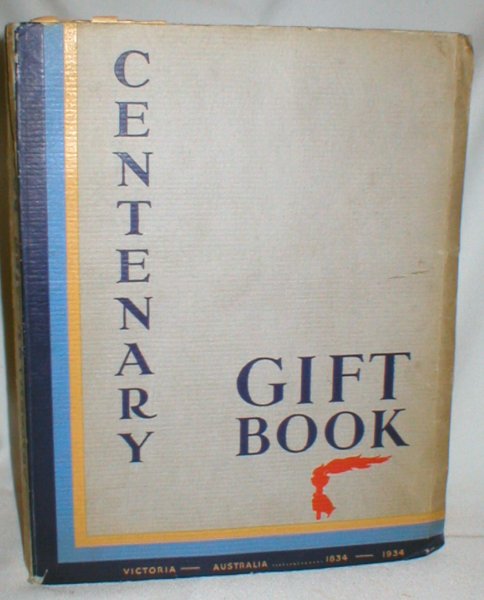 CENTENARY
GIFT
BOOK
VICTORIA — AUSTRALIA ............ 1834 — 1934